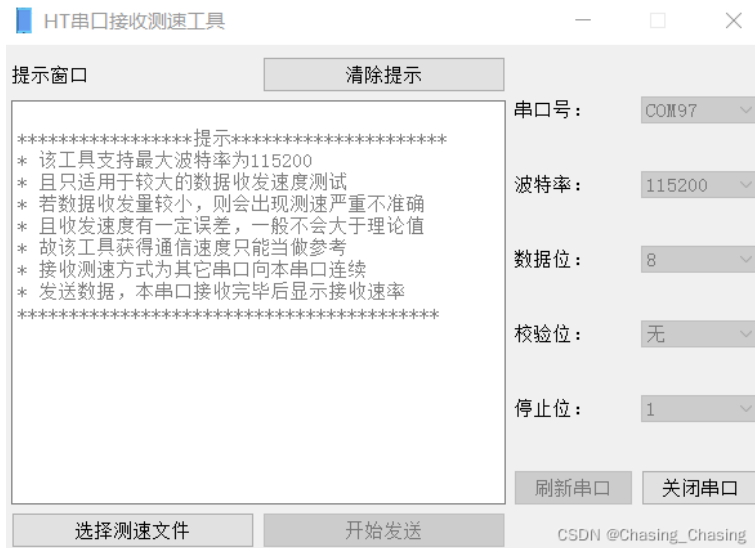 HT串口接收测速工具
提示窗口
清除提示
*****************提示*********************
* 该工具支持最大波特率为115200
* 且只适用于较大的数据收发速度测试
* 若数据收发量较小，则会出现测速严重不准确
* 且收发速度有一定误差，一般不会大于理论值
* 故该工具获得通信速度只能当做参考
* 接收测速方式为其它串口向本串口连续
* 发送数据，本串口接收完毕后显示接收速率
*****************************************
串口号：
COM97
波特率：
115200
数据位：
8
校验位：
无
停止位：
1
刷新串口
关闭串口
选择测速文件
开始发送
CSDN @Chasing_Chasing